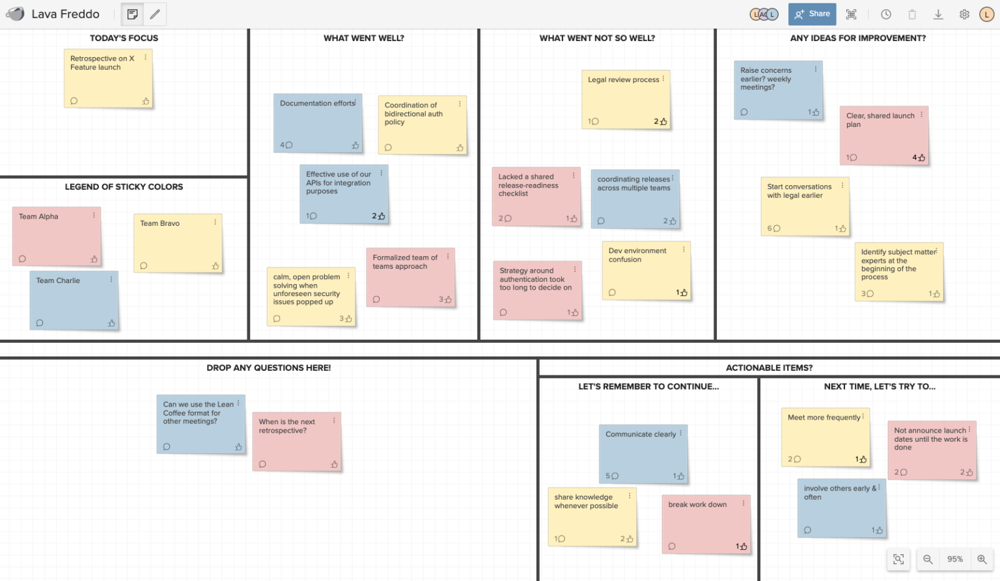 Lava Freddo
L
AC
L
Share
L
TODAY'S FOCUS
Retrospective on X
Feature launch
LEGEND OF STICKY COLORS
Team Alpha
Team Bravo
Team Charlie
WHAT WENT WELL?
Documentation efforts
4
Coordination of
bidirectional auth
policy
Effective use of our
APIs for integration
purposes
1
2
Formalized team of
teams approach
3
calm, open problem
solving when
unforeseen security
issues popped up
3
WHAT WENT NOT SO WELL?
Legal review process
1
2
Lacked a shared
release-readiness
checklist
2
1
coordinating releases
across multiple teams
2
Dev environment
confusion
1
Strategy around
authentication took
too long to decide on
1
ANY IDEAS FOR IMPROVEMENT?
Raise concerns
earlier? weekly
meetings?
1
Clear, shared launch
plan
1
4
Start conversations
with legal earlier
6
1
Identify subject matter
experts at the
beginning of the
process
3
1
DROP ANY QUESTIONS HERE!
Can we use the Lean
Coffee format for
other meetings?
When is the next
retrospective?
ACTIONABLE ITEMS?
LET'S REMEMBER TO CONTINUE...
Communicate clearly
5
1
share knowledge
whenever possible
1
2
break work down
1
NEXT TIME, LET'S TRY TO...
Meet more frequently
2
1
Not announce launch
dates until the work is
done
2
2
involve others early &
often
1
95%